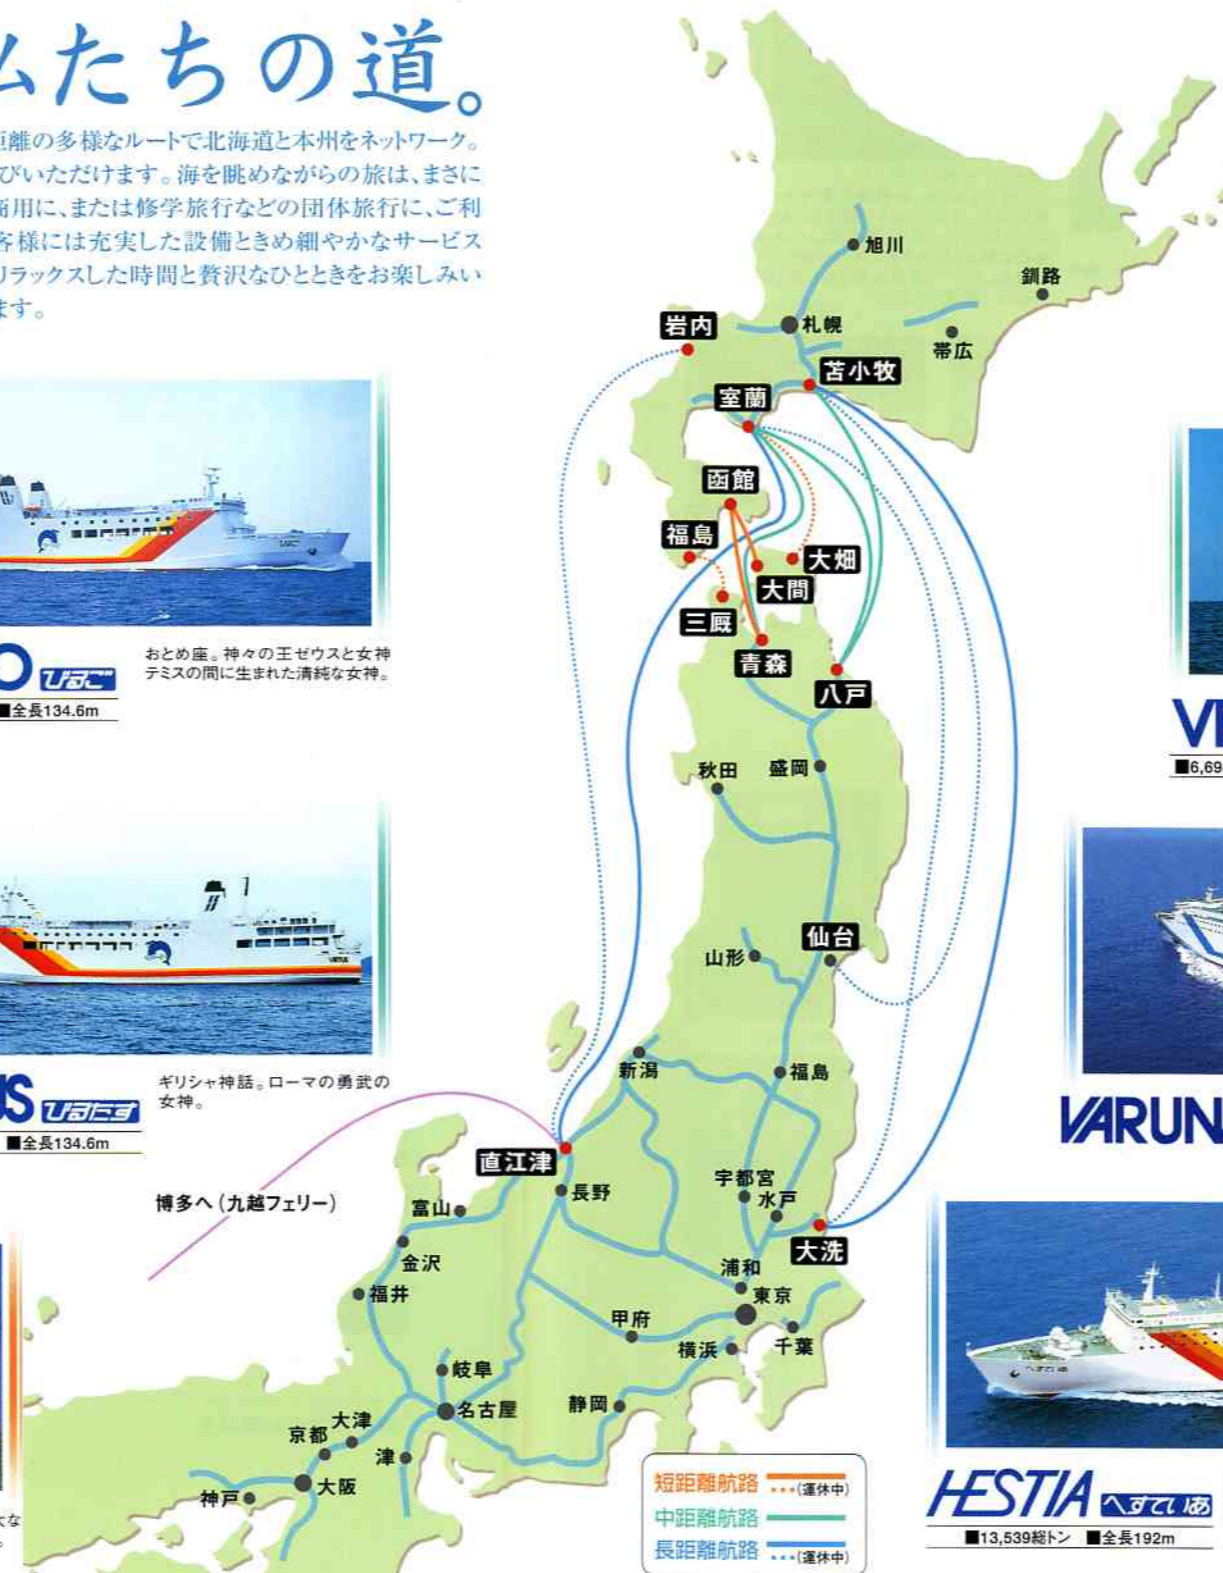 ムたちの道。
距離の多様なルートで北海道と本州をネットワーク。
びいただけます。海を眺めながらの旅は、まさに
商用に、または修学旅行などの団体旅行に、ご利
客様には充実した設備ときめ細やかなサービス
リラックスした時間と贅沢なひとときをお楽しみい
ます。
旭川
釧路
札幌
帯広
岩内
苫小牧
室蘭
函館
福島
大畑
大間
三厩
青森
八戸
O びるご
■全長134.6m
おとめ座。神々の王ゼウスと女神
テミスの間に生まれた清純な女神。
VI
■6,69
秋田
盛岡
仙台
山形
新潟
福島
US びるたす
■全長134.6m
ギリシャ神話。ローマの勇武の
女神。
VARUN
直江津
博多へ(九越フェリー)
長野
宇都宮
水戸
大洗
富山
金沢
浦和
東京
福井
甲府
横浜
千葉
岐阜
名古屋
静岡
大津
京都
津
大阪
神戸
短距離航路 …(運休中)
中距離航路
長距離航路 …(運休中)
HESTIA へすてぃあ
■13,539総トン ■全長192m